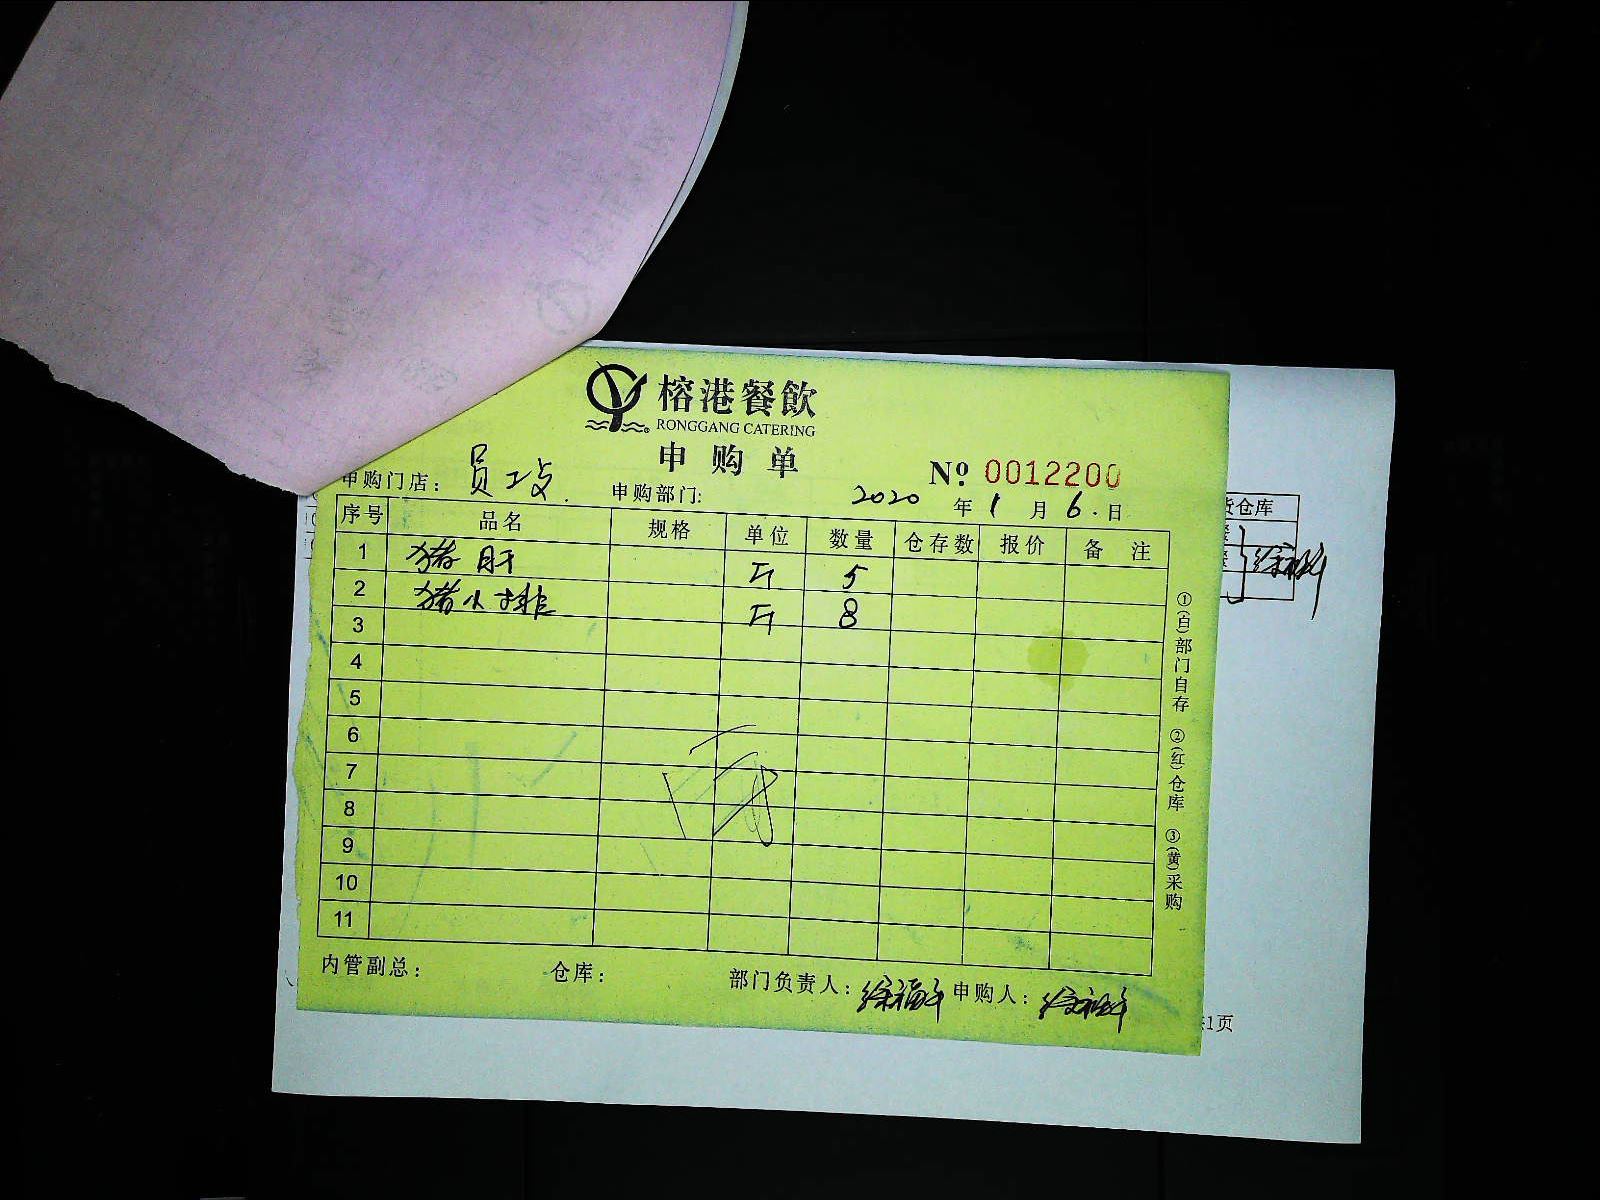 榕港餐飲
RONGGANG CATERING
申购单
№ 0012200
申购门店： 员工 申购部门: 2020 年 1 月 6 日
序号 品名 规格 单位 数量 仓存数 报价 备注
1 猪肝 斤 5
2 猪小排 斤 8
3
4
5
6
7
8
9
10
11
①(白)部门自存 ②(红)仓库 ③(黄)采购
内管副总： 仓库： 部门负责人： 申购人：
货仓库
1页